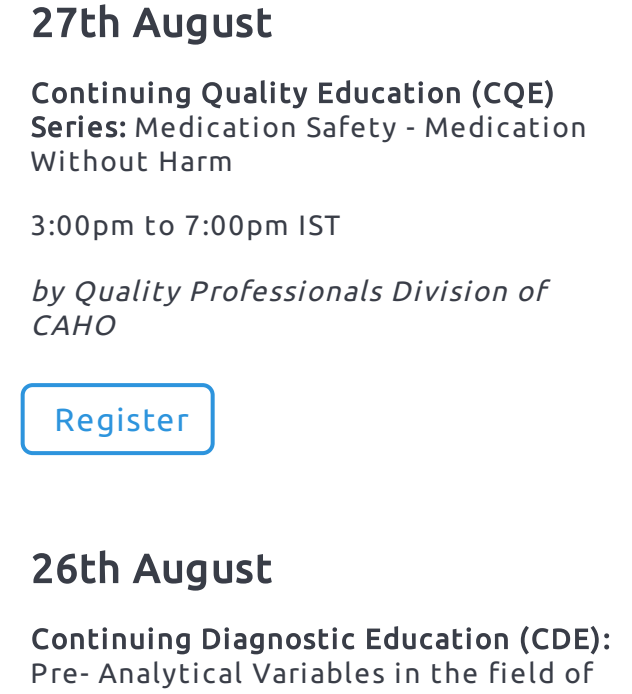 27th August
Continuing Quality Education (CQE)
Series: Medication Safety - Medication
Without Harm
3:00pm to 7:00pm IST
by Quality Professionals Division of
CAHO
Register
26th August
Continuing Diagnostic Education (CDE):
Pre- Analytical Variables in the field of